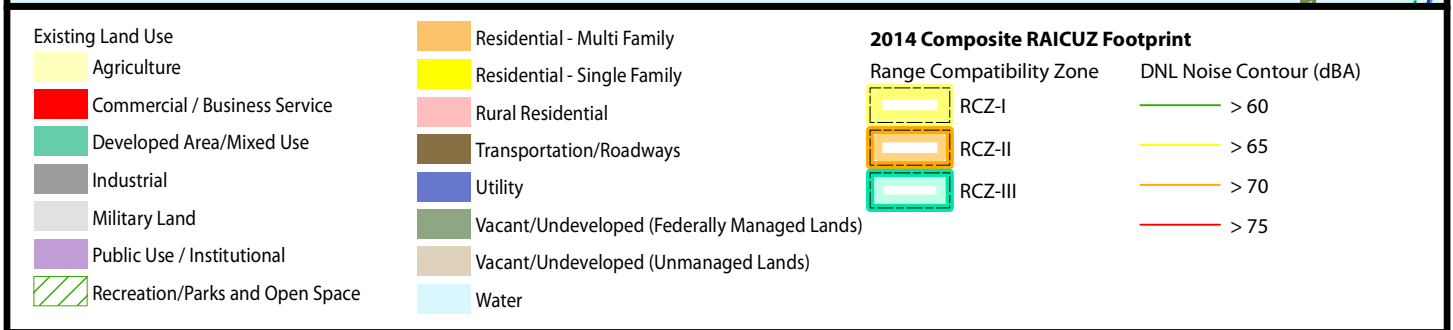 Existing Land Use
Agriculture
Commercial / Business Service
Developed Area/Mixed Use
Industrial
Military Land
Public Use / Institutional
Recreation/Parks and Open Space
Residential - Multi Family
Residential - Single Family
Rural Residential
Transportation/Roadways
Utility
Vacant/Undeveloped (Federally Managed Lands)
Vacant/Undeveloped (Unmanaged Lands)
Water
2014 Composite RAICUZ Footprint
Range Compatibility Zone
RCZ-I
RCZ-II
RCZ-III
DNL Noise Contour (dBA)
> 60
> 65
> 70
> 75